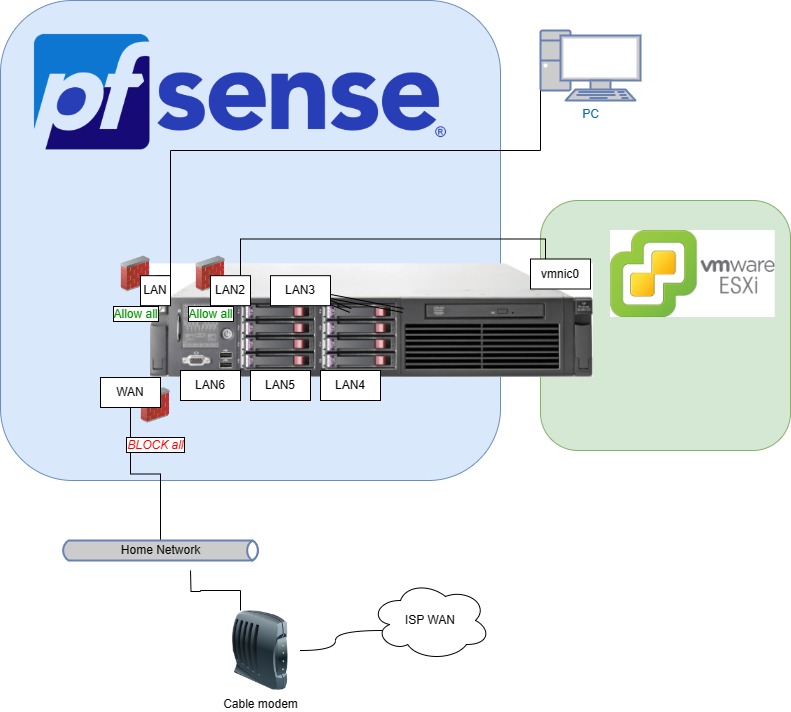 pfsense®
PC
vmware®
ESXi
vmnic0
LAN
LAN2
LAN3
Allow all
Allow all
LAN6
LAN5
LAN4
WAN
BLOCK all
Home Network
ISP WAN
Cable modem